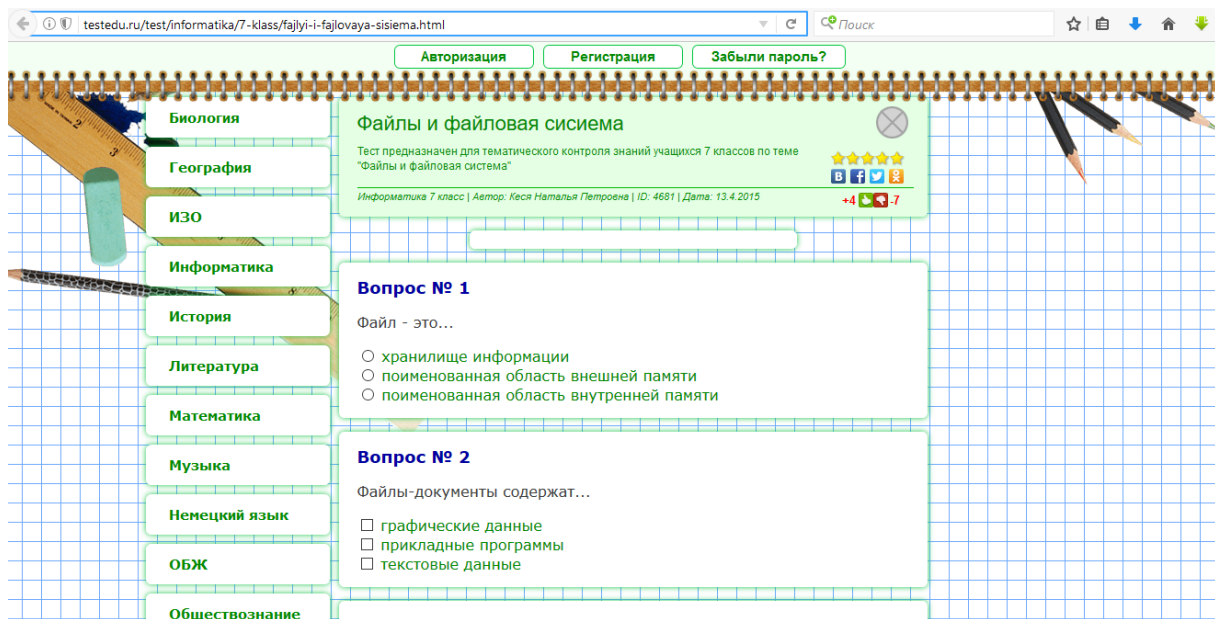 testedu.ru/test/informatika/7-klass/fajlyi-i-fajlovaya-sisiema.html
Поиск
Авторизация
Регистрация
Забыли пароль?
Биология
География
ИЗО
Информатика
История
Литература
Математика
Музыка
Немецкий язык
ОБЖ
Обществознание
Файлы и файловая сисиема
Тест предназначен для тематического контроля знаний учащихся 7 классов по теме
"Файлы и файловая система"
Информатика 7 класс | Автор: Кеся Наталья Петровна | ID: 4681 | Дата: 13.4.2015
+4 -7
Вопрос № 1
Файл - это...
хранилище информации
поименованная область внешней памяти
поименованная область внутренней памяти
Вопрос № 2
Файлы-документы содержат...
графические данные
прикладные программы
текстовые данные